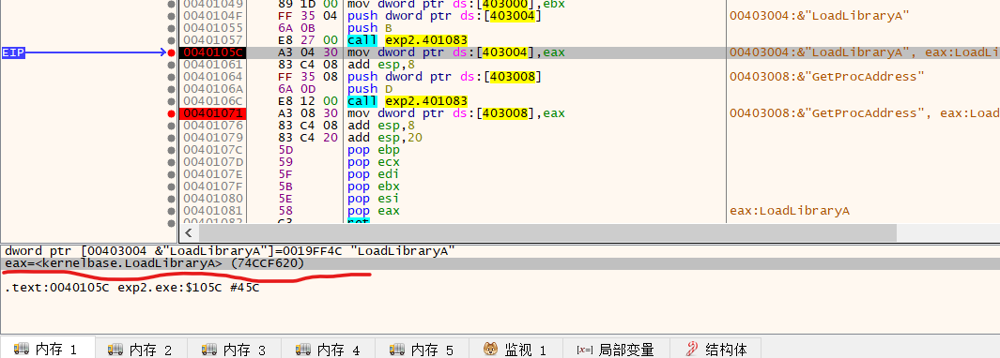 00401049 89 1D 00 mov dword ptr ds:[403000],ebx
0040104F FF 35 04 push dword ptr ds:[403004] 00403004:&"LoadLibraryA"
00401055 6A 0B push B
00401057 E8 27 00 call exp2.401083
EIP 0040105C A3 04 30 mov dword ptr ds:[403004],eax 00403004:&"LoadLibraryA", eax:LoadLi
00401061 83 C4 08 add esp,8
00401064 FF 35 08 push dword ptr ds:[403008] 00403008:&"GetProcAddress"
0040106A 6A 0D push D
0040106C E8 12 00 call exp2.401083
00401071 A3 08 30 mov dword ptr ds:[403008],eax 00403008:&"GetProcAddress", eax:Load
00401076 83 C4 08 add esp,8
00401079 83 C4 20 add esp,20
0040107C 5D pop ebp
0040107D 59 pop ecx
0040107E 5F pop edi
0040107F 5B pop ebx
00401080 5E pop esi
00401081 58 pop eax eax:LoadLibraryA
00401082 C3 ret
dword ptr [00403004 &"LoadLibraryA"]=0019FF4C "LoadLibraryA"
eax=<kernelbase.LoadLibraryA> (74CCF620)
.text:0040105C exp2.exe:$105C #45C
内存 1 内存 2 内存 3 内存 4 内存 5 监视 1 [x=] 局部变量 结构体